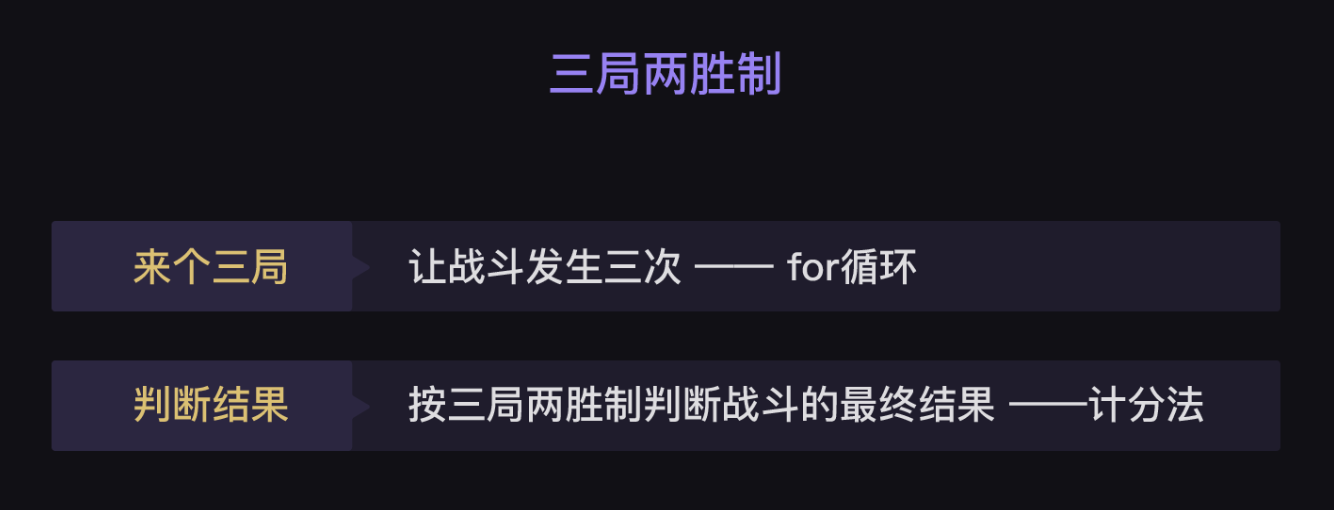 三局两胜制
来个三局
让战斗发生三次 —— for循环
判断结果
按三局两胜制判断战斗的最终结果 ——计分法